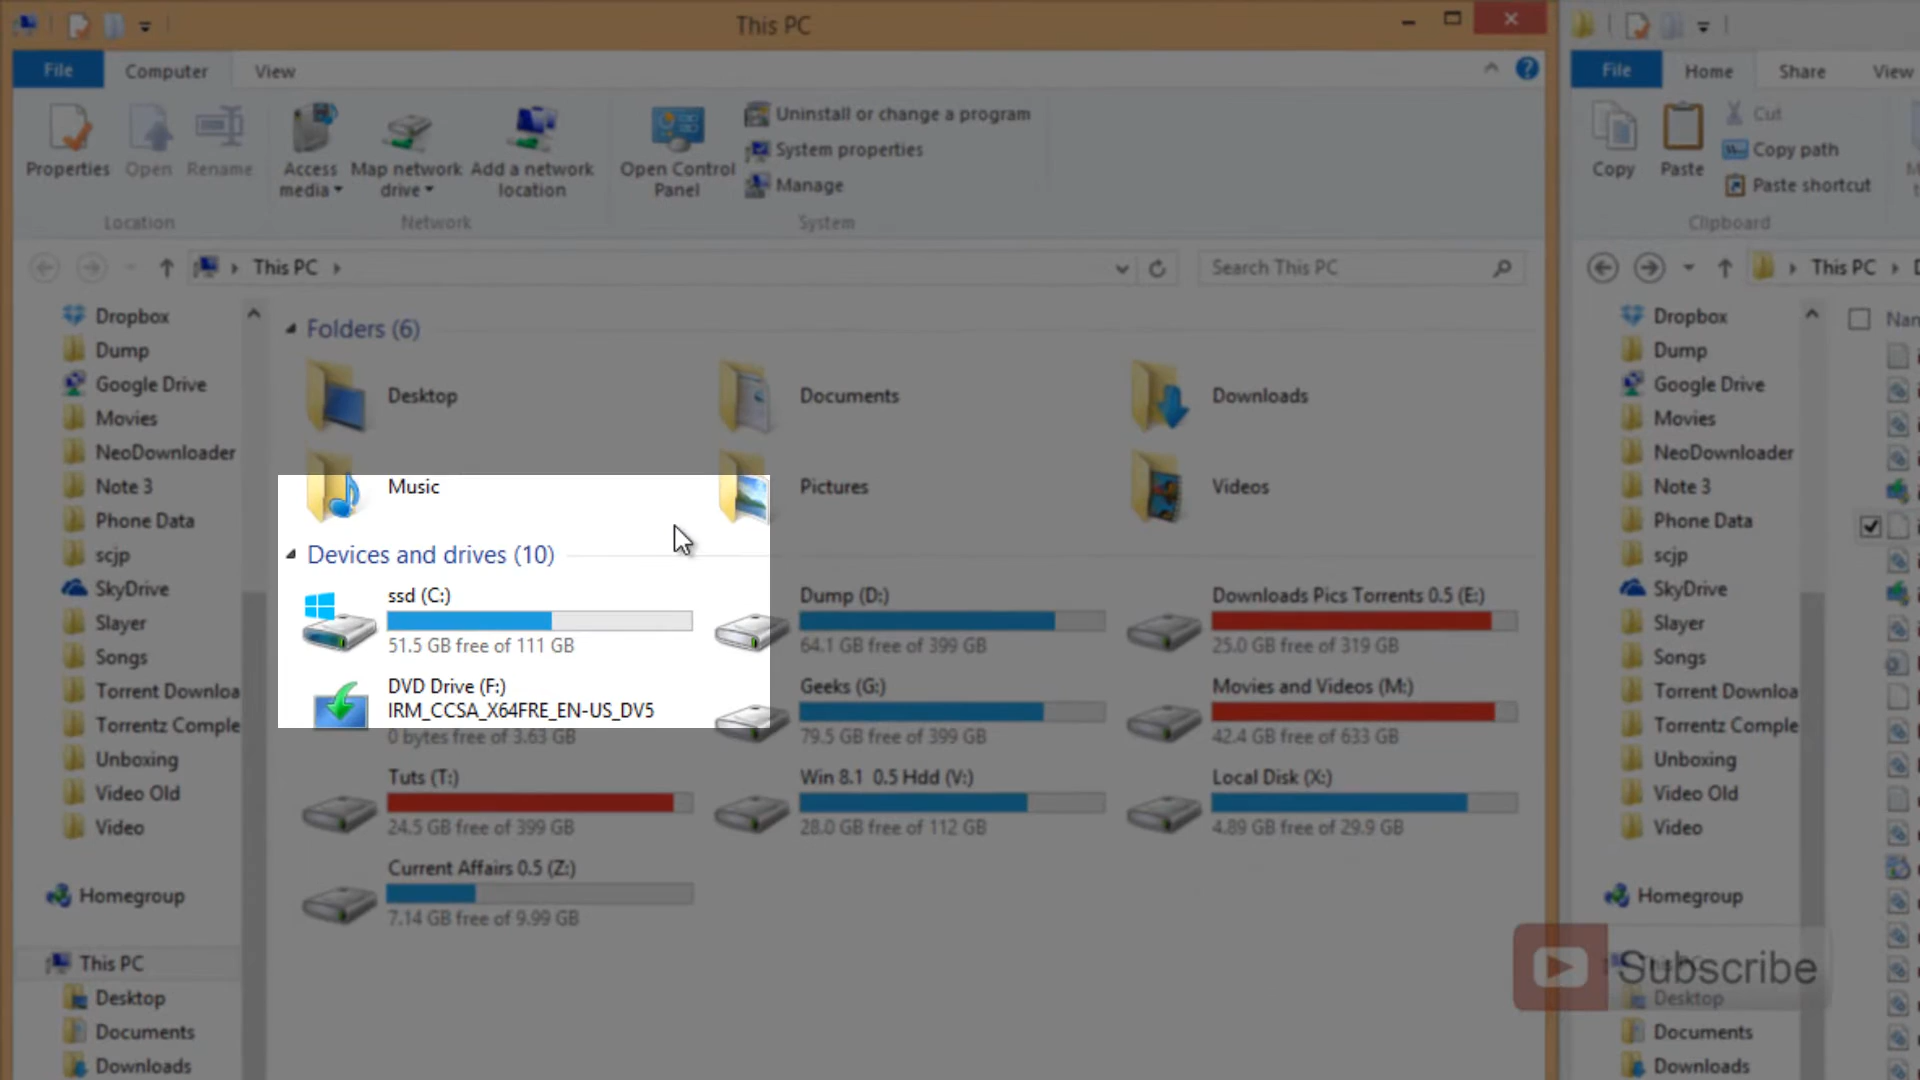 This PC
File
Computer
View
Properties
Open
Rename
Access media
Map network drive
Add a network location
Open Control Panel
Uninstall or change a program
System properties
Manage
Location
Network
System
This PC
Search This PC
Dropbox
Dump
Google Drive
Movies
NeoDownloader
Note 3
Phone Data
scjp
SkyDrive
Slayer
Songs
Torrent Downloa
Torrentz Comple
Unboxing
Video Old
Video
Homegroup
This PC
Desktop
Documents
Downloads
Folders (6)
Desktop
Documents
Downloads
Music
Pictures
Videos
Devices and drives (10)
ssd (C:)
51.5 GB free of 111 GB
Dump (D:)
64.1 GB free of 399 GB
Downloads Pics Torrents 0.5 (E:)
25.0 GB free of 319 GB
DVD Drive (F:)
IRM_CCSA_X64FRE_EN-US_DV5
0 bytes free of 3.63 GB
Geeks (G:)
79.5 GB free of 399 GB
Movies and Videos (M:)
42.4 GB free of 633 GB
Tuts (T:)
24.5 GB free of 399 GB
Win 8.1 0.5 Hdd (V:)
28.0 GB free of 112 GB
Local Disk (X:)
4.89 GB free of 29.9 GB
Current Affairs 0.5 (Z:)
7.14 GB free of 9.99 GB
File
Home
Share
View
Copy
Paste
Cut
Copy path
Paste shortcut
Clipboard
This PC
Dropbox
Dump
Google Drive
Movies
NeoDownloader
Note 3
Phone Data
scjp
SkyDrive
Slayer
Songs
Torrent Downloa
Torrentz Comple
Unboxing
Video Old
Video
Homegroup
Subscribe
Desktop
Documents
Downloads